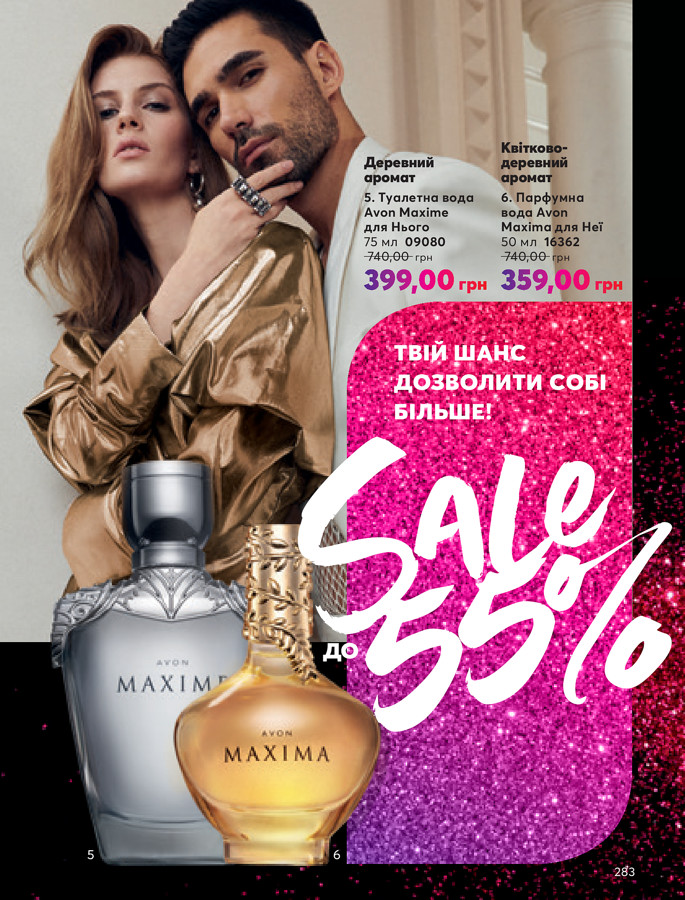 Деревний
аромат
5. Туалетна вода
Avon Maxime
для Нього
75 мл 09080
740,00 грн
399,00 грн
Квітково-
деревний
аромат
6. Парфумна
вода Avon
Maxima для Неї
50 мл 16362
740,00 грн
359,00 грн
ТВІЙ ШАНС
ДОЗВОЛИТИ СОБІ
БІЛЬШЕ!
SALE
ДО 55%
AVON
MAXIME
AVON
MAXIMA
5
6
283